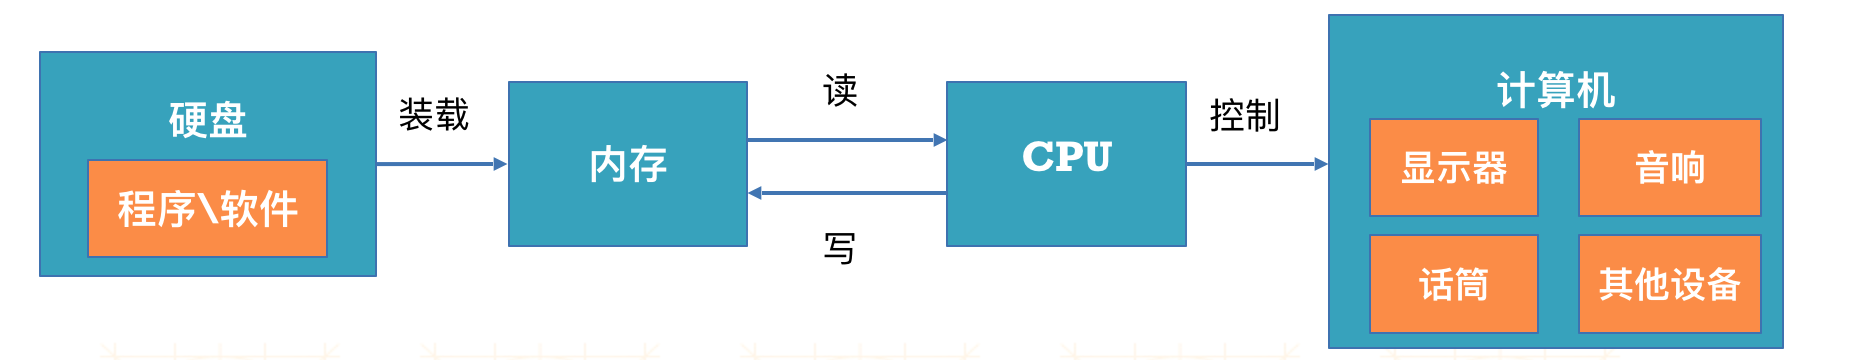 硬盘
程序\软件
装载
内存
读
写
CPU
控制
计算机
显示器
音响
话筒
其他设备